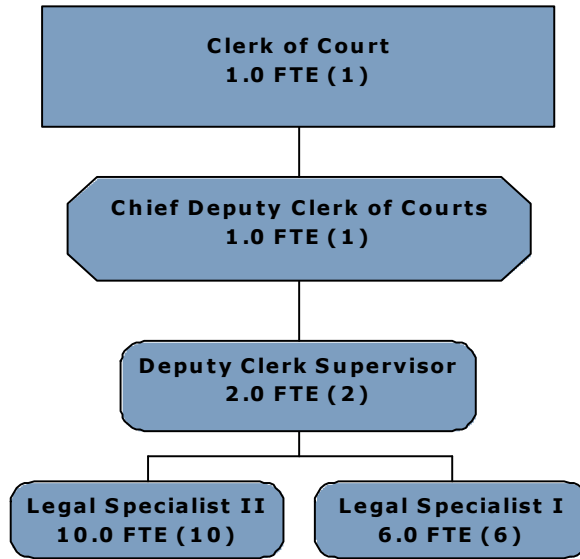 Clerk of Court
1.0 FTE (1)
Chief Deputy Clerk of Courts
1.0 FTE (1)
Deputy Clerk Supervisor
2.0 FTE (2)
Legal Specialist II
10.0 FTE (10)
Legal Specialist I
6.0 FTE (6)